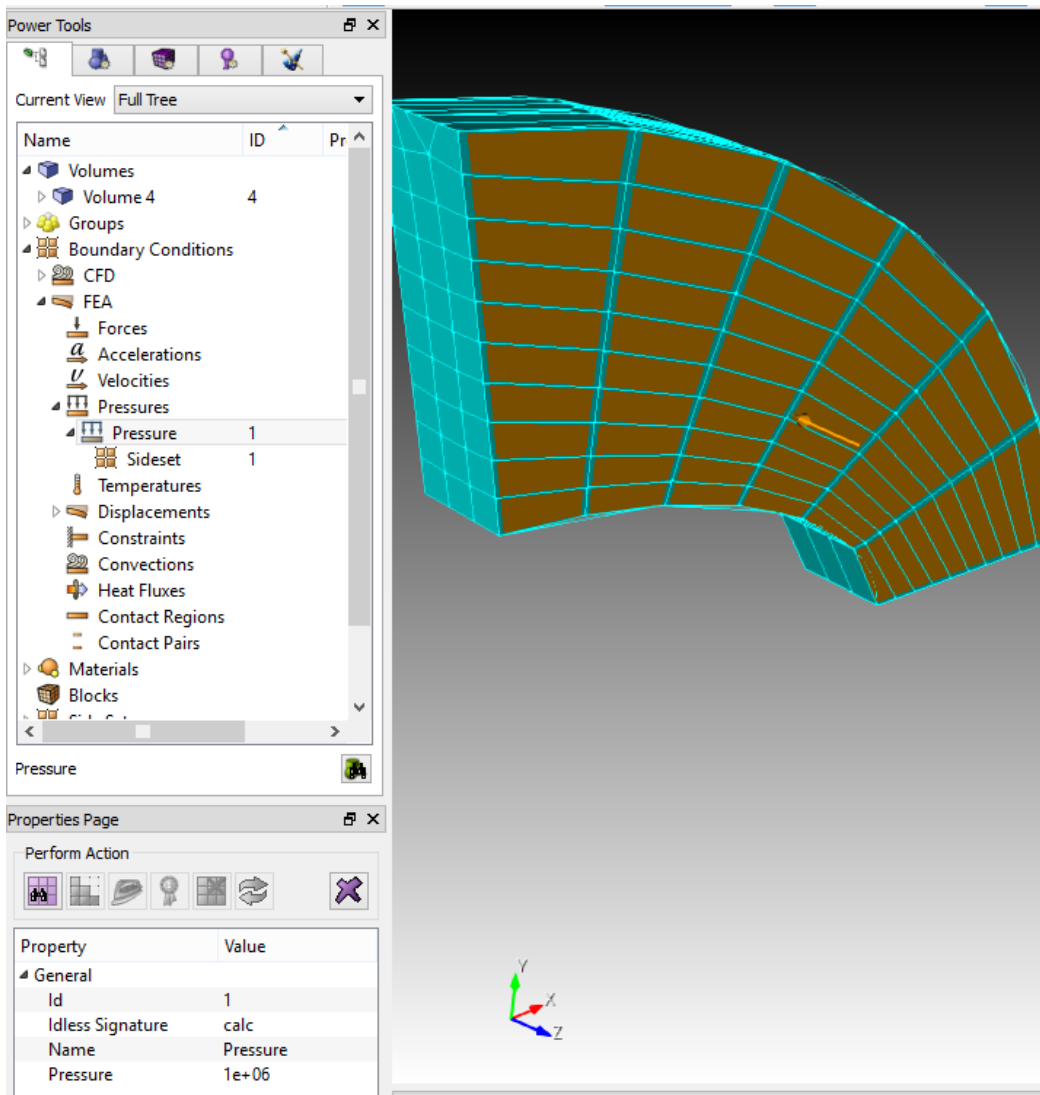 Power Tools
Current View Full Tree
Name ID Pr
Volumes
Volume 4 4
Groups
Boundary Conditions
CFD
FEA
Forces
Accelerations
Velocities
Pressures
Pressure 1
Sideset 1
Temperatures
Displacements
Constraints
Convections
Heat Fluxes
Contact Regions
Contact Pairs
Materials
Blocks
Pressure
Properties Page
Perform Action
Property Value
General
Id 1
Idless Signature calc
Name Pressure
Pressure 1e+06
Y
X
Z